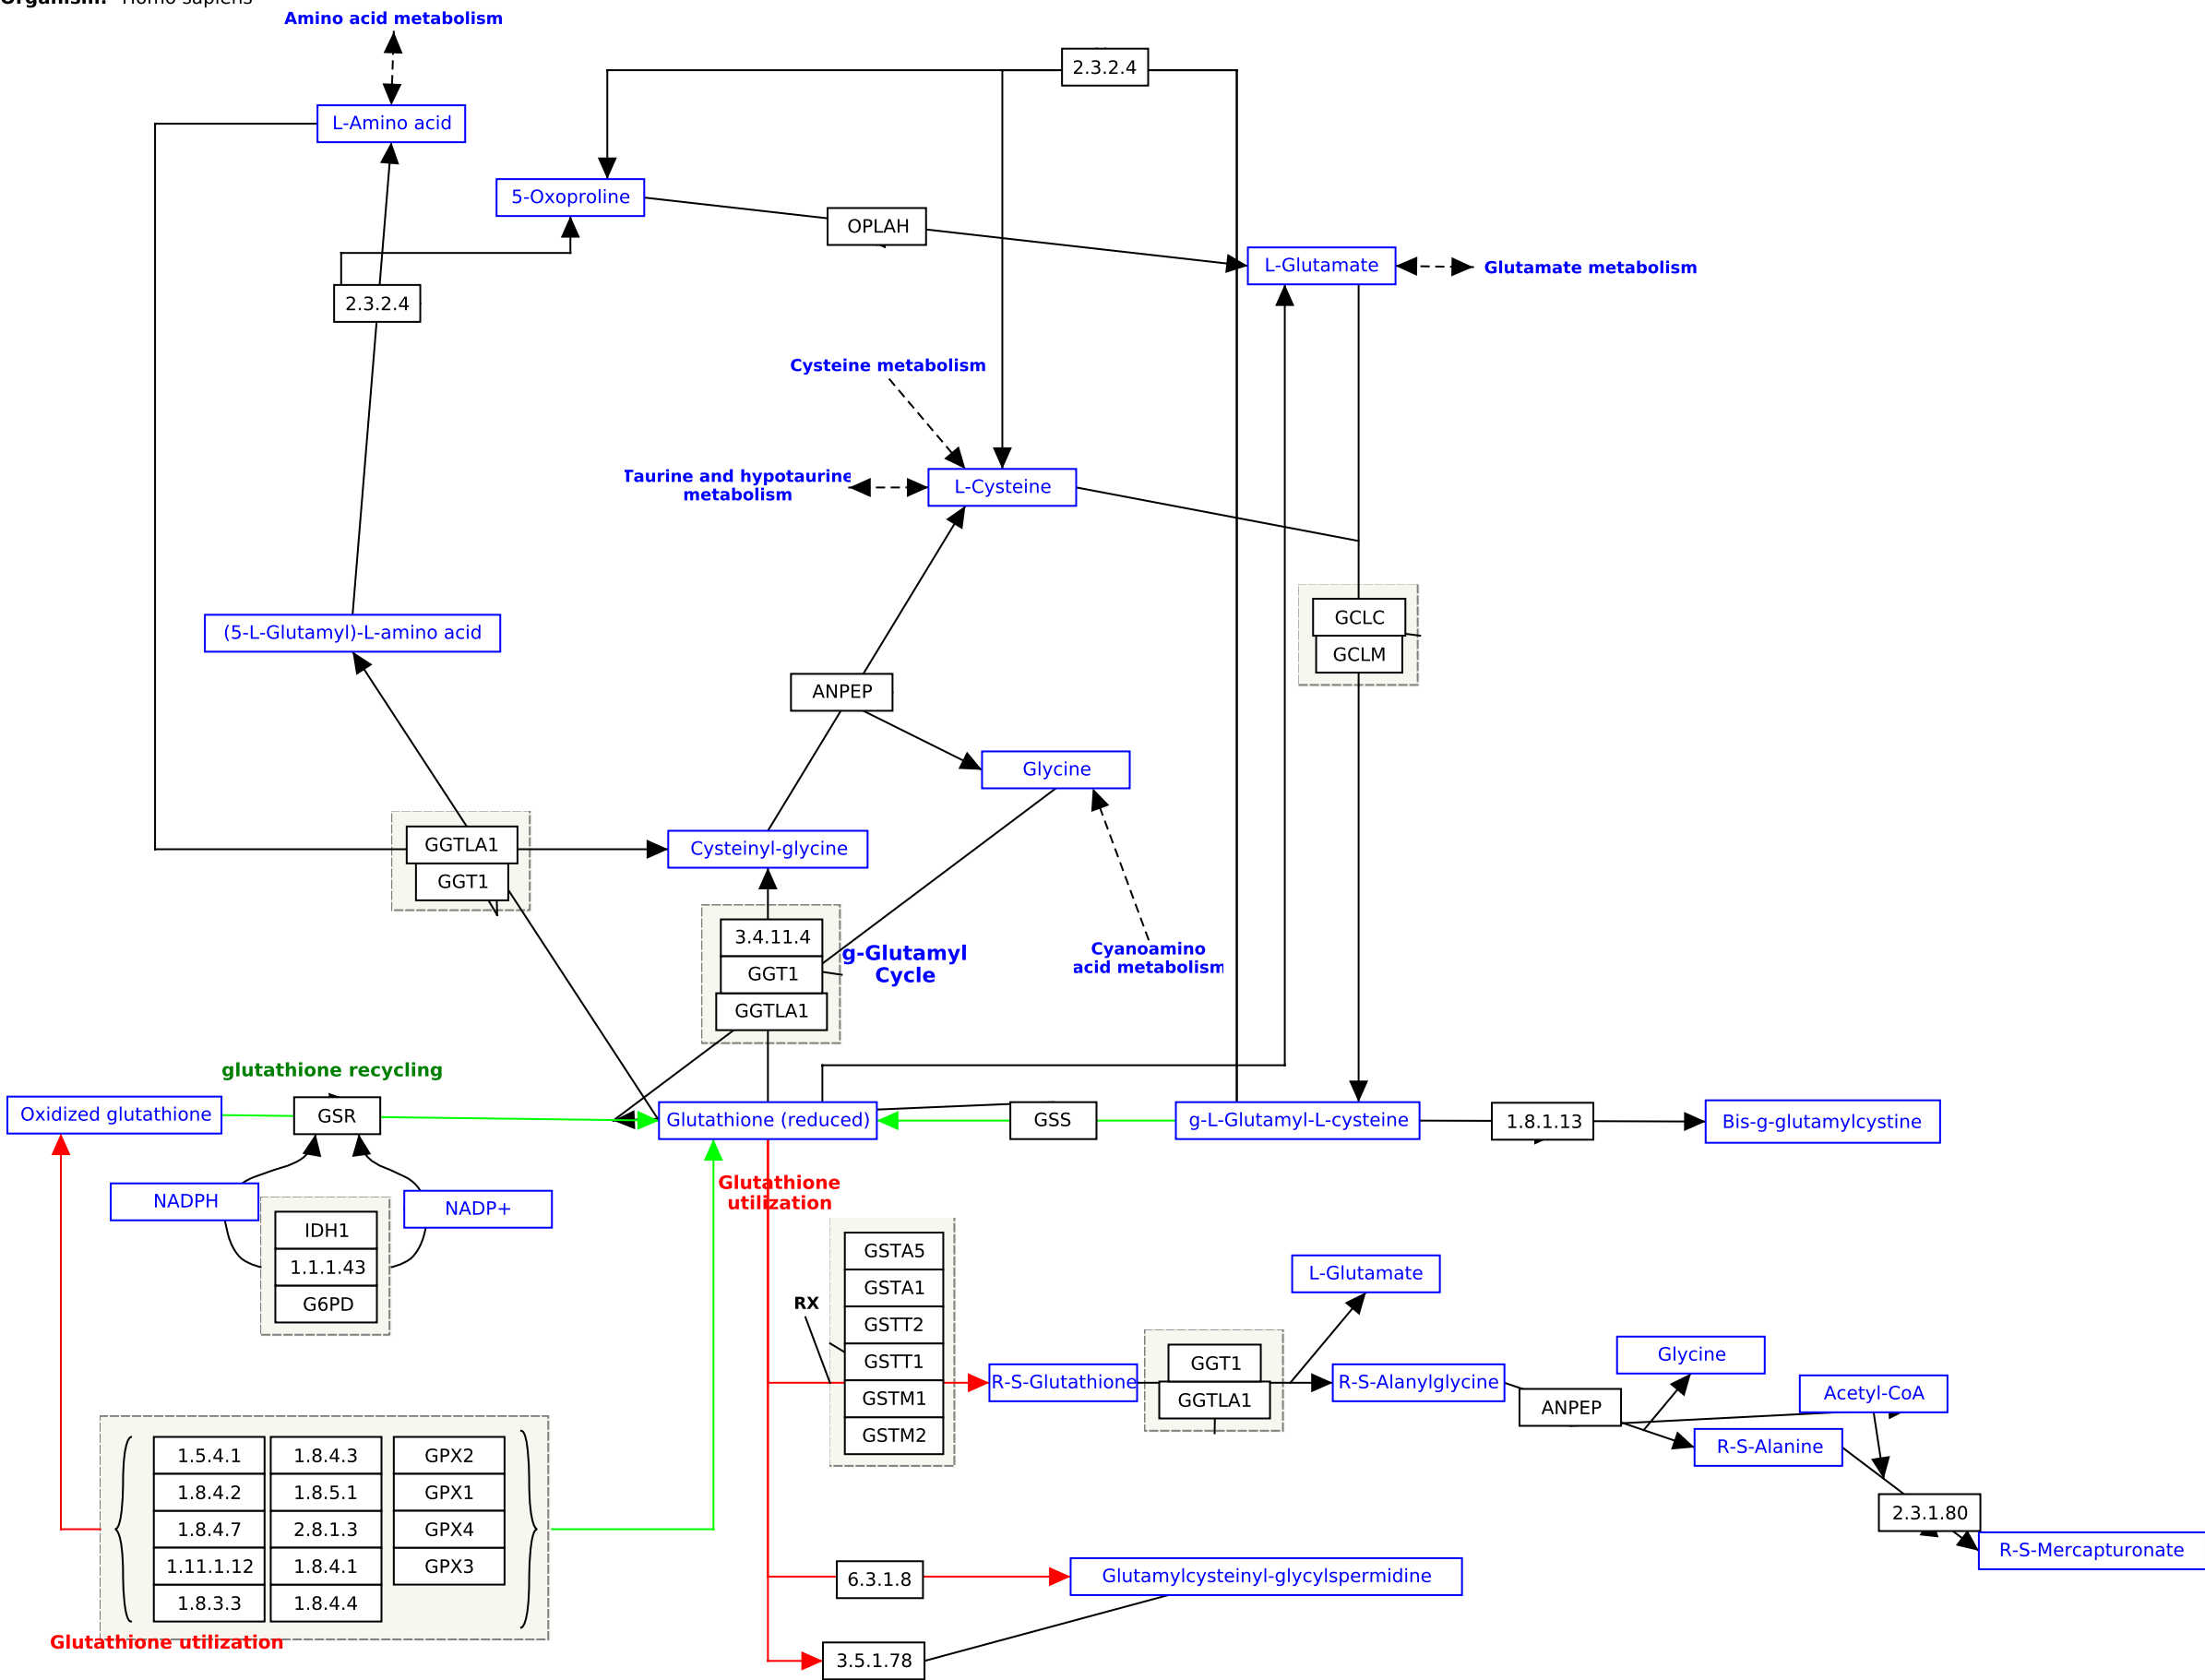 Organism: Homo sapiens
Amino acid metabolism
2.3.2.4
L-Amino acid
5-Oxoproline
OPLAH
L-Glutamate
Glutamate metabolism
2.3.2.4
Cysteine metabolism
Taurine and hypotaurine
metabolism
L-Cysteine
GCLC
GCLM
(5-L-Glutamyl)-L-amino acid
ANPEP
Glycine
GGTLA1
GGT1
Cysteinyl-glycine
3.4.11.4
GGT1
GGTLA1
g-Glutamyl
Cycle
Cyanoamino
acid metabolism
glutathione recycling
Oxidized glutathione
GSR
Glutathione (reduced)
GSS
g-L-Glutamyl-L-cysteine
1.8.1.13
Bis-g-glutamylcystine
NADPH
NADP+
IDH1
1.1.1.43
G6PD
Glutathione
utilization
RX
GSTA5
GSTA1
GSTT2
GSTT1
GSTM1
GSTM2
R-S-Glutathione
GGT1
GGTLA1
L-Glutamate
R-S-Alanylglycine
ANPEP
Glycine
Acetyl-CoA
R-S-Alanine
2.3.1.80
R-S-Mercapturonate
1.5.4.1
1.8.4.2
1.8.4.7
1.11.1.12
1.8.3.3
1.8.4.3
1.8.5.1
2.8.1.3
1.8.4.1
1.8.4.4
GPX2
GPX1
GPX4
GPX3
Glutathione utilization
6.3.1.8
Glutamylcysteinyl-glycylspermidine
3.5.1.78